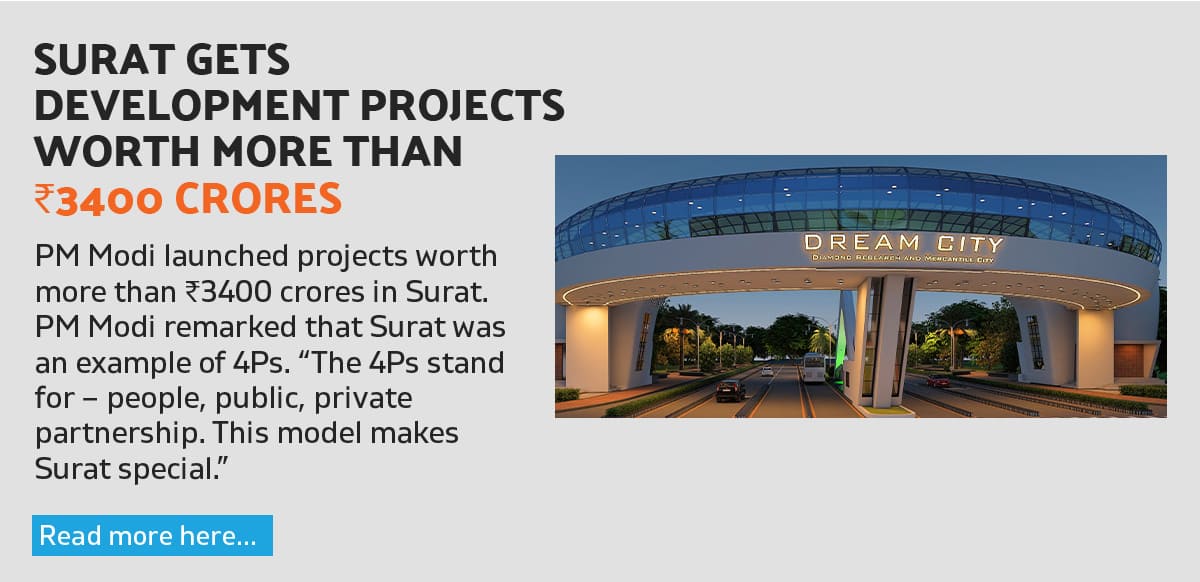 SURAT GETS
DEVELOPMENT PROJECTS
WORTH MORE THAN
₹3400 CRORES
PM Modi launched projects worth
more than ₹3400 crores in Surat.
PM Modi remarked that Surat was
an example of 4Ps. “The 4Ps stand
for – people, public, private
partnership. This model makes
Surat special.”
Read more here...
DREAM CITY
DIAMOND RESEARCH AND MERCANTILE CITY